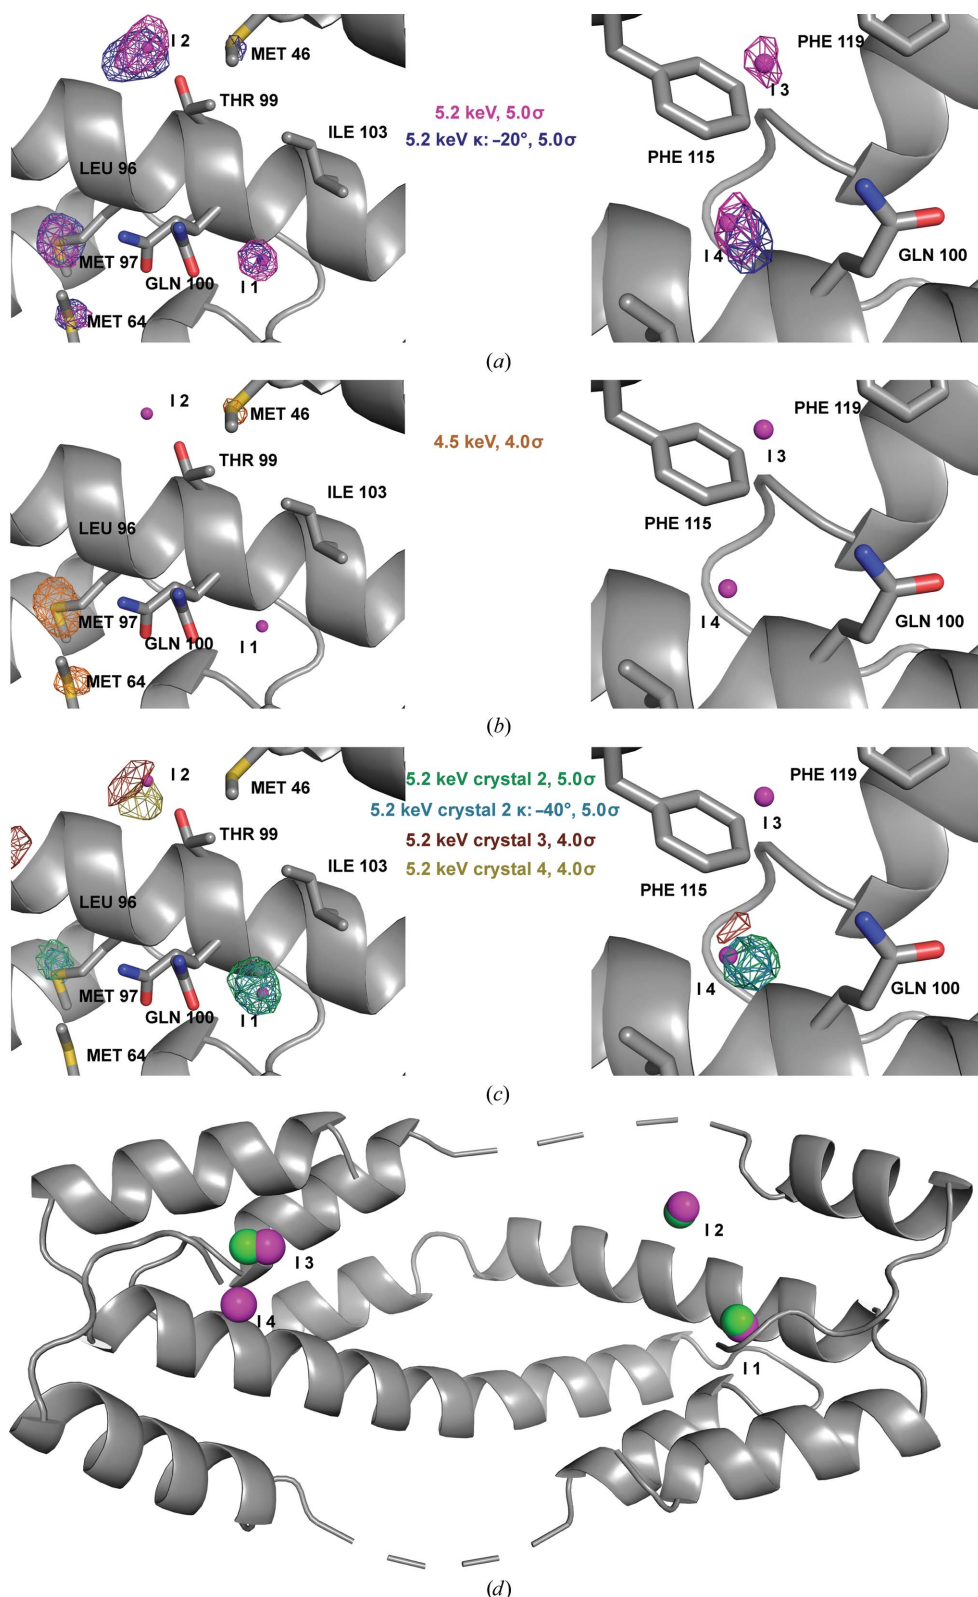 I 2
MET 46
THR 99
ILE 103
LEU 96
MET 97
GLN 100
I 1
MET 64
5.2 keV, 5.0σ
5.2 keV κ: –20°, 5.0σ
PHE 119
I 3
PHE 115
I 4
GLN 100
(a)
I 2
MET 46
THR 99
ILE 103
LEU 96
MET 97
GLN 100
I 1
MET 64
4.5 keV, 4.0σ
PHE 119
I 3
PHE 115
I 4
GLN 100
(b)
I 2
MET 46
THR 99
ILE 103
LEU 96
MET 97
GLN 100
I 1
MET 64
5.2 keV crystal 2, 5.0σ
5.2 keV crystal 2 κ: –40°, 5.0σ
5.2 keV crystal 3, 4.0σ
5.2 keV crystal 4, 4.0σ
PHE 119
I 3
PHE 115
I 4
GLN 100
(c)
I 2
I 3
I 4
I 1
(d)